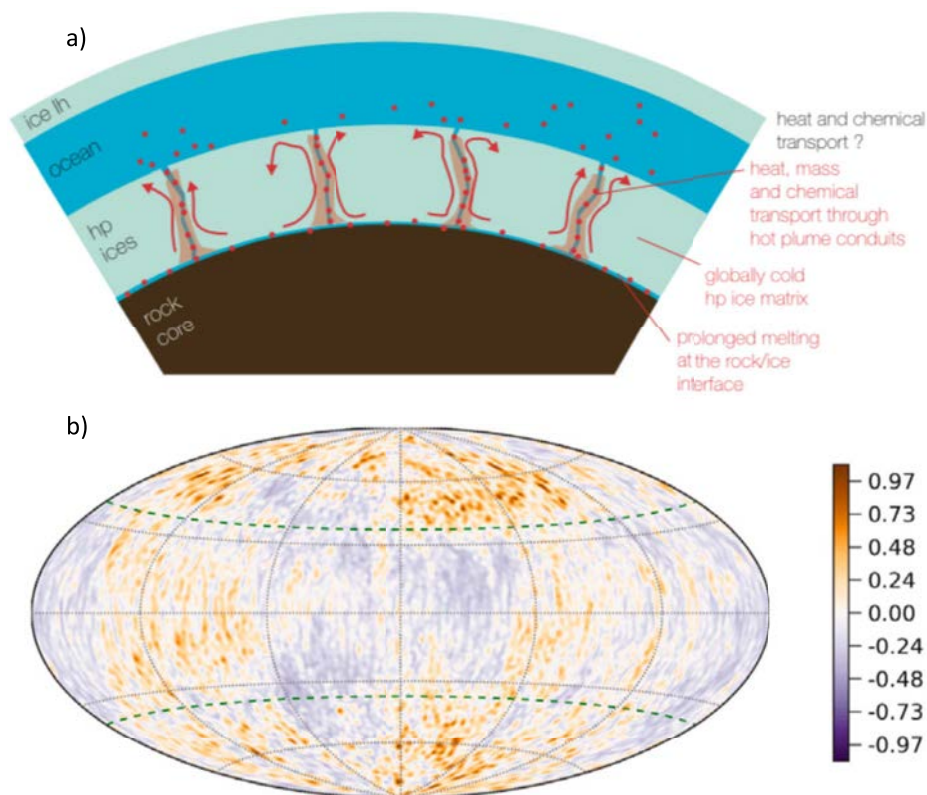 a)
ice Ih
ocean
hp
ices
rock
core
heat and chemical
transport ?
heat, mass
and chemical
transport through
hot plume conduits
globally cold
hp ice matrix
prolonged melting
at the rock/ice
interface
b)
0.97
0.73
0.48
0.24
0.00
-0.24
-0.48
-0.73
-0.97